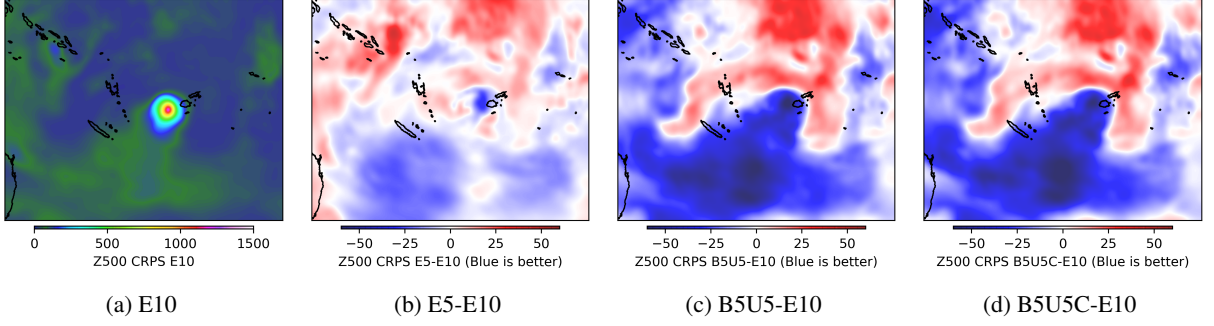 0 500 1000 1500
Z500 CRPS E10
(a) E10
−50 −25 0 25 50
Z500 CRPS E5-E10 (Blue is better)
(b) E5-E10
−50 −25 0 25 50
Z500 CRPS B5U5-E10 (Blue is better)
(c) B5U5-E10
−50 −25 0 25 50
Z500 CRPS B5U5C-E10 (Blue is better)
(d) B5U5C-E10